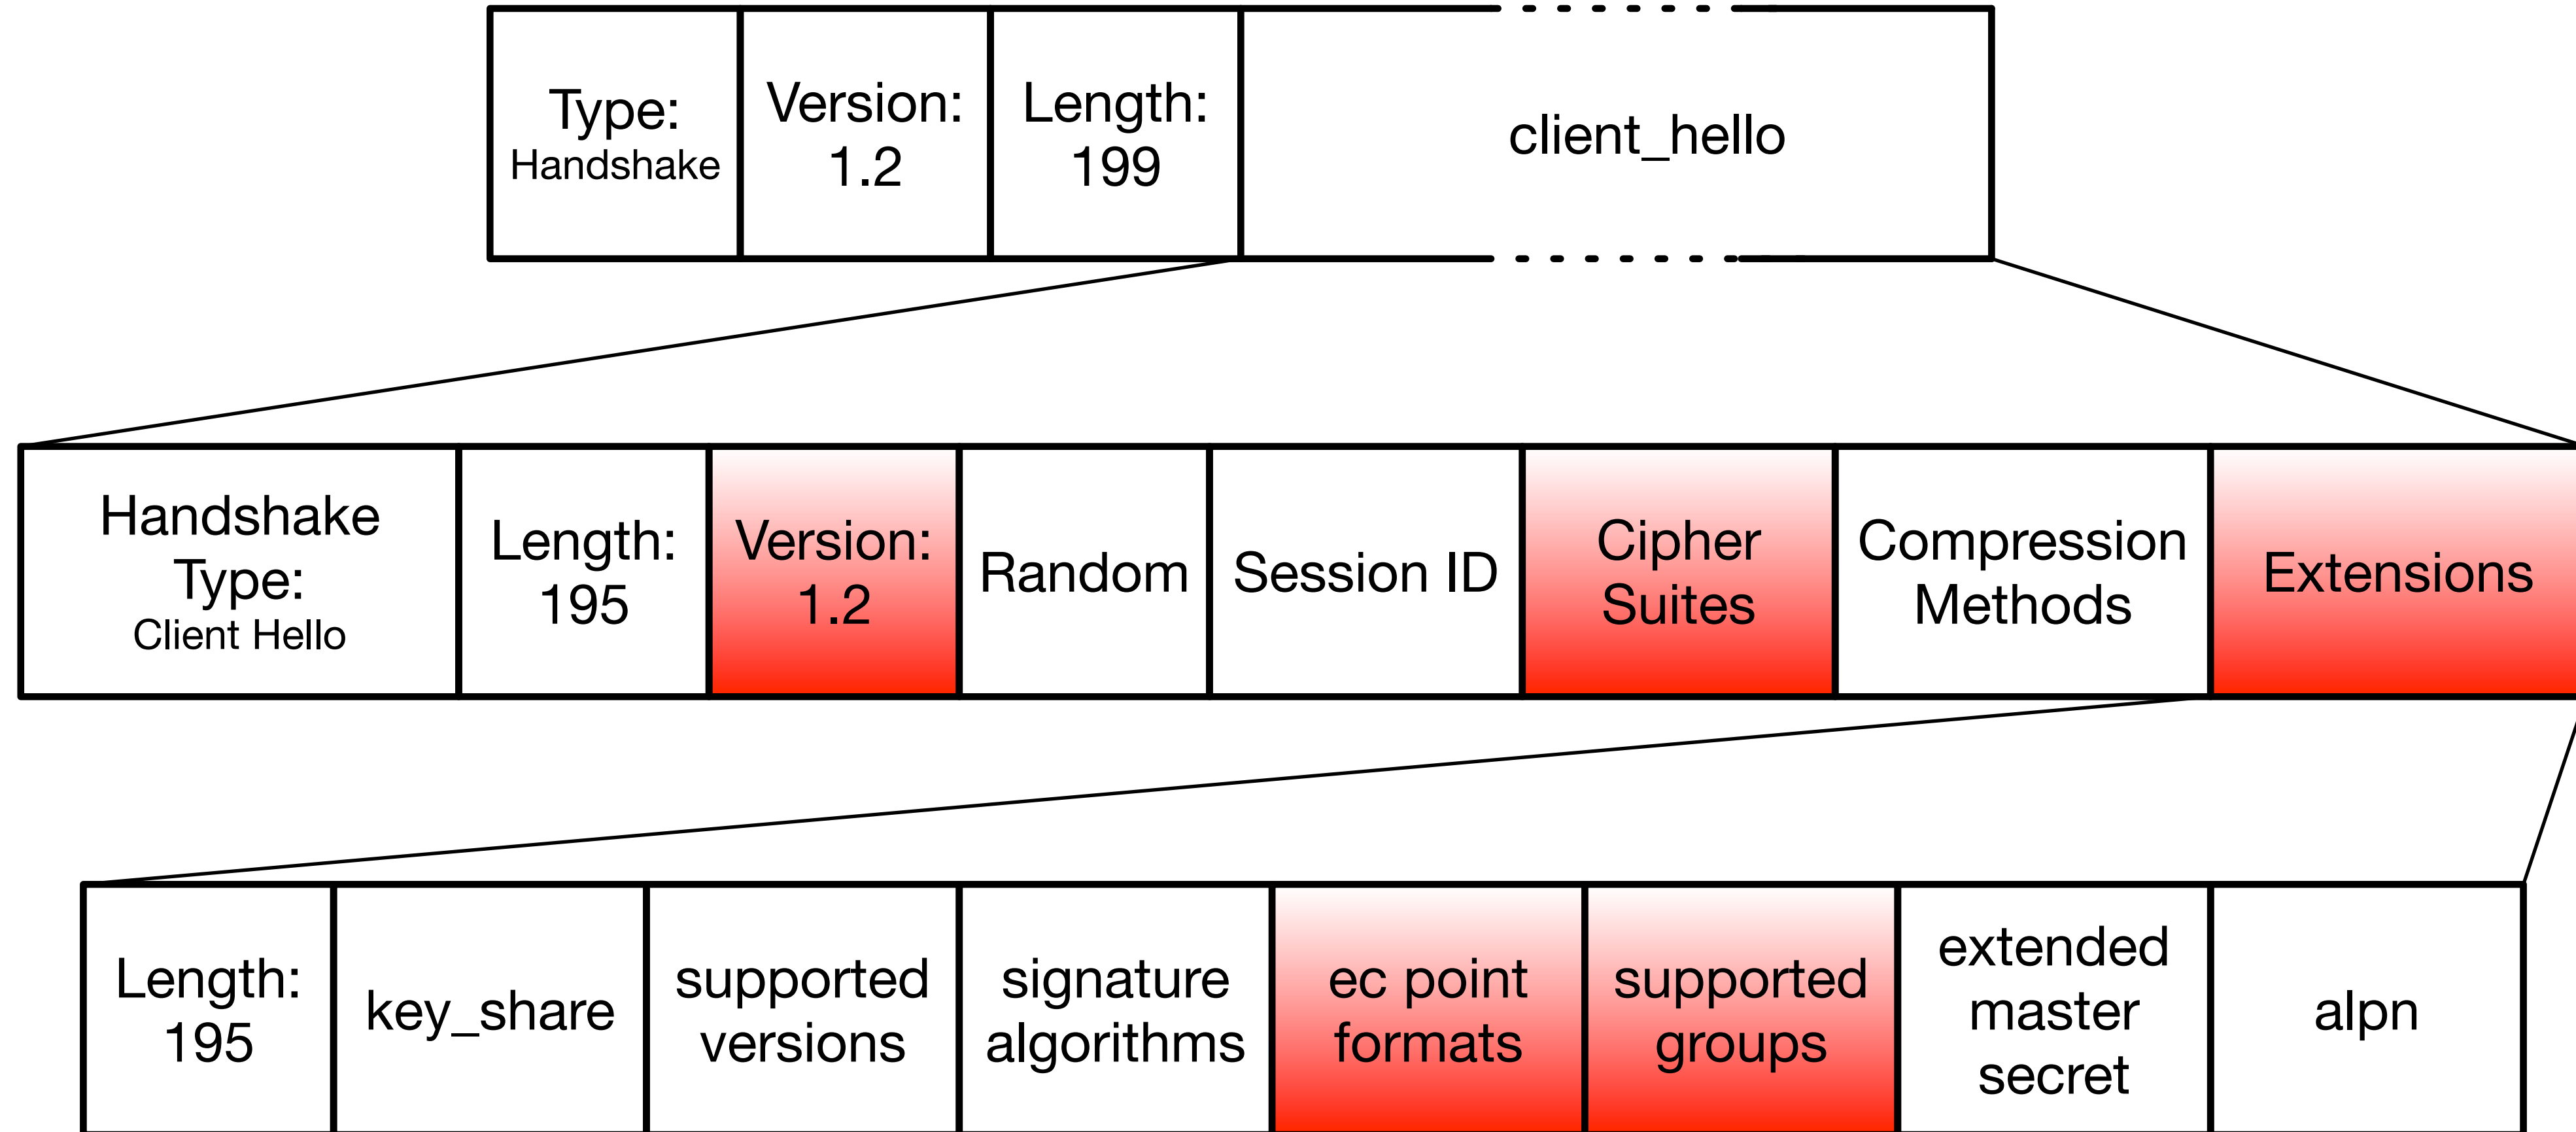 Type:
Handshake
Version:
1.2
Length:
199
client_hello
Handshake
Type:
Client Hello
Length:
195
Version:
1.2
Random
Session ID
Cipher
Suites
Compression
Methods
Extensions
Length:
195
key_share
supported
versions
signature
algorithms
ec point
formats
supported
groups
extended
master
secret
alpn